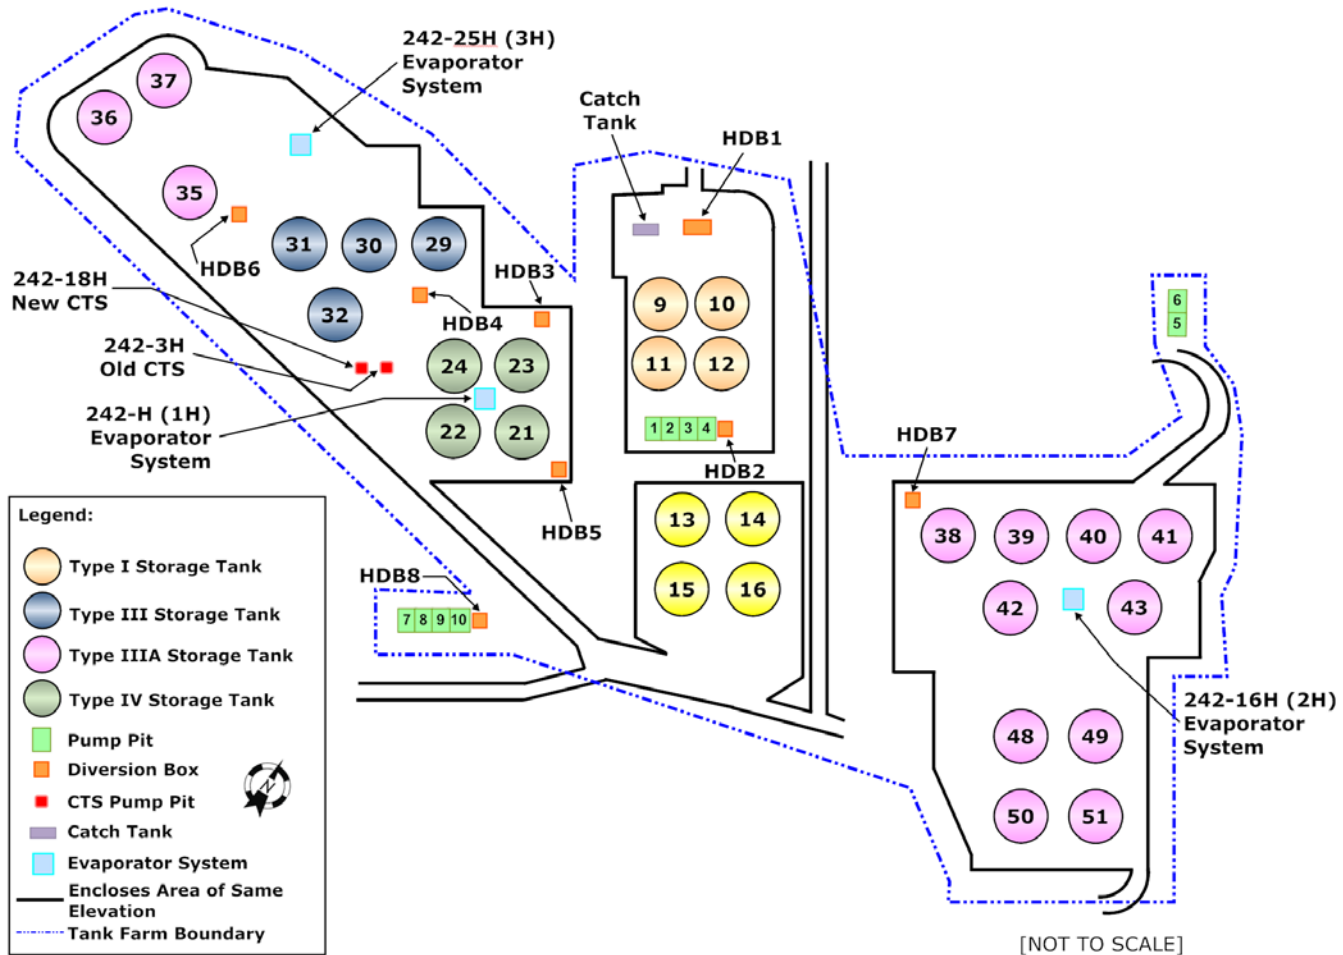 242-25H (3H)
Evaporator
System
Catch
Tank
HDB1
37
36
35
HDB6
31
30
29
HDB3
242-18H
New CTS
32
HDB4
242-3H
Old CTS
24
23
242-H (1H)
Evaporator
System
22
21
HDB5
9
10
11
12
1 2 3 4
HDB2
13
14
15
16
6
5
HDB7
38
39
40
41
42
43
242-16H (2H)
Evaporator
System
48
49
50
51
HDB8
7 8 9 10
Legend:
Type I Storage Tank
Type III Storage Tank
Type IIIA Storage Tank
Type IV Storage Tank
Pump Pit
Diversion Box
N
CTS Pump Pit
Catch Tank
Evaporator System
Encloses Area of Same
Elevation
Tank Farm Boundary
[NOT TO SCALE]